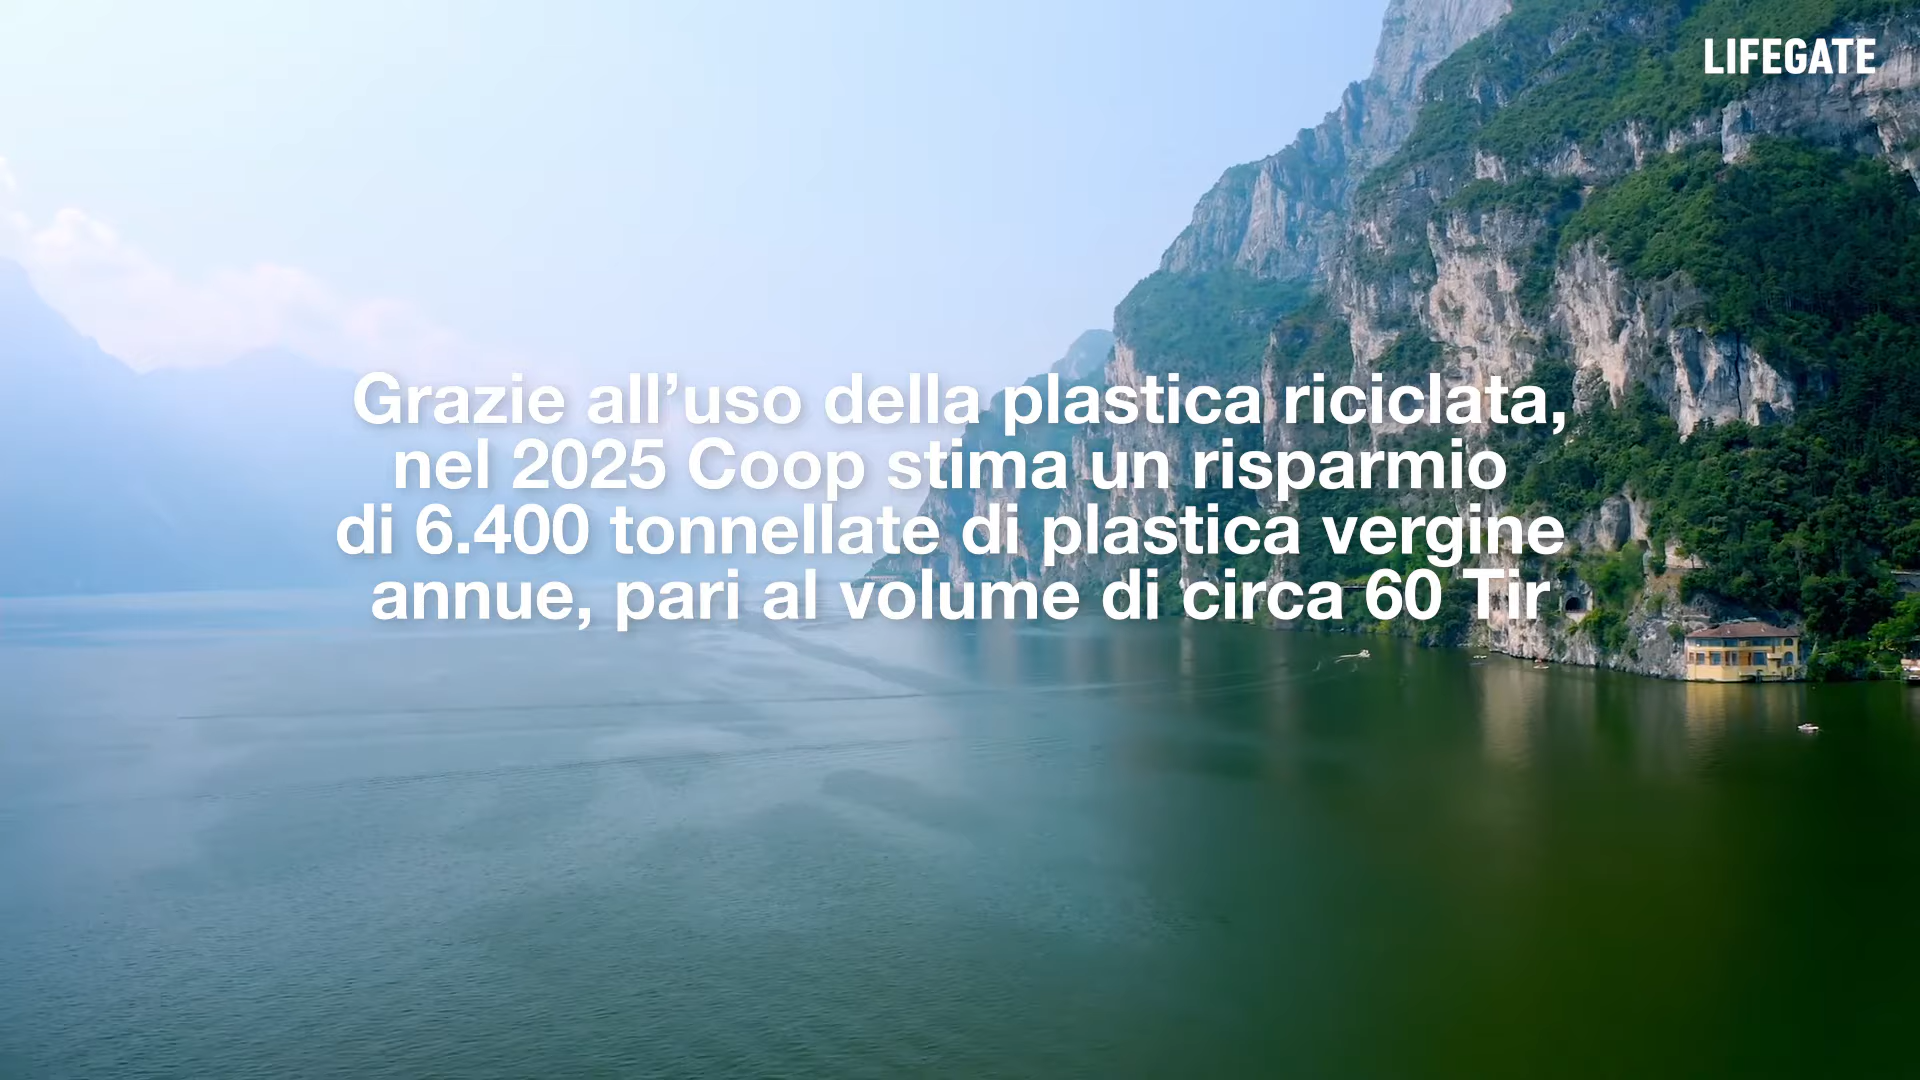 LIFEGATE
Grazie all’uso della plastica riciclata,
nel 2025 Coop stima un risparmio
di 6.400 tonnellate di plastica vergine
annue, pari al volume di circa 60 Tir